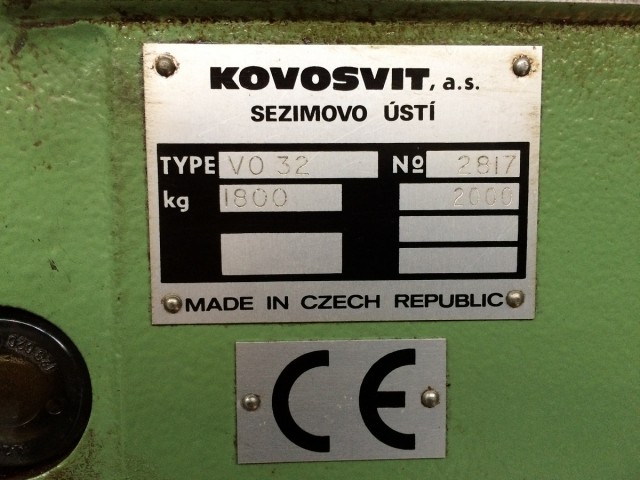 KOVOSVIT, a.s.
SEZIMOVO ÚSTÍ
TYPE VO 32 Nº 2817
kg 1800 2000
MADE IN CZECH REPUBLIC
CE